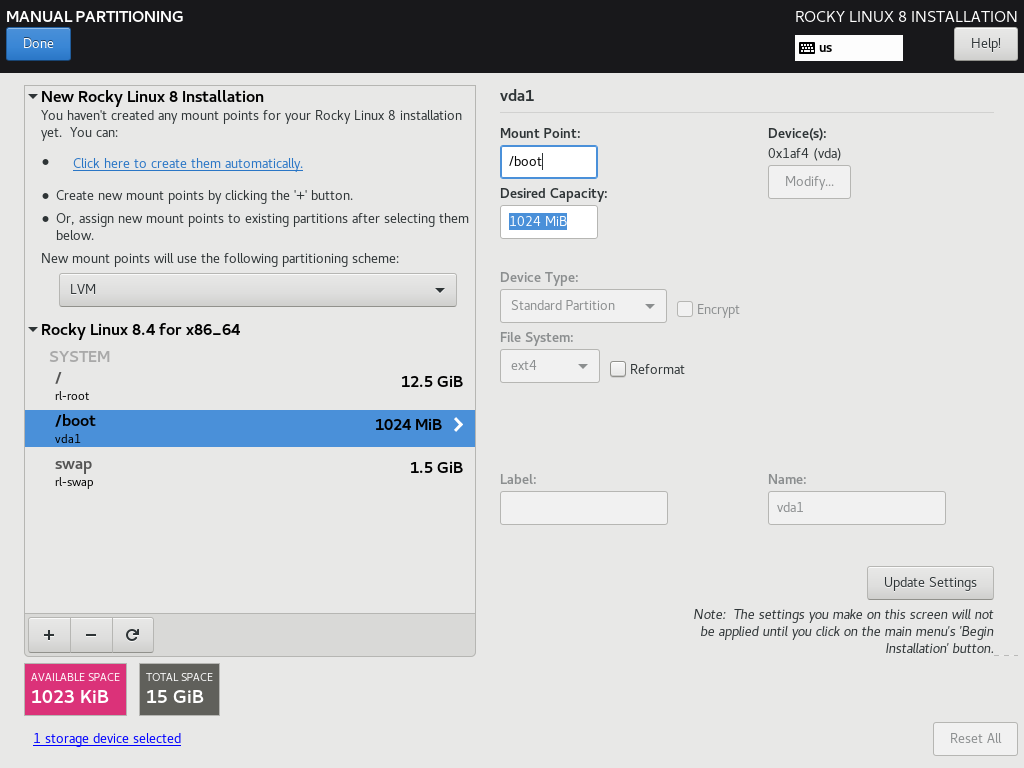 MANUAL PARTITIONING
ROCKY LINUX 8 INSTALLATION
Done
us
Help!
New Rocky Linux 8 Installation
You haven't created any mount points for your Rocky Linux 8 installation
yet.  You can:
Click here to create them automatically.
Create new mount points by clicking the '+' button.
Or, assign new mount points to existing partitions after selecting them
below.
New mount points will use the following partitioning scheme:
LVM
Rocky Linux 8.4 for x86_64
SYSTEM
/
12.5 GiB
rl-root
/boot
1024 MiB
vda1
swap
1.5 GiB
rl-swap
+ −
AVAILABLE SPACE
1023 KiB
TOTAL SPACE
15 GiB
1 storage device selected
vda1
Mount Point:
/boot
Desired Capacity:
1024 MiB
Device(s):
0x1af4 (vda)
Modify...
Device Type:
Standard Partition
Encrypt
File System:
ext4
Reformat
Label:
Name:
vda1
Update Settings
Note:  The settings you make on this screen will not
be applied until you click on the main menu's 'Begin
Installation' button.
Reset All